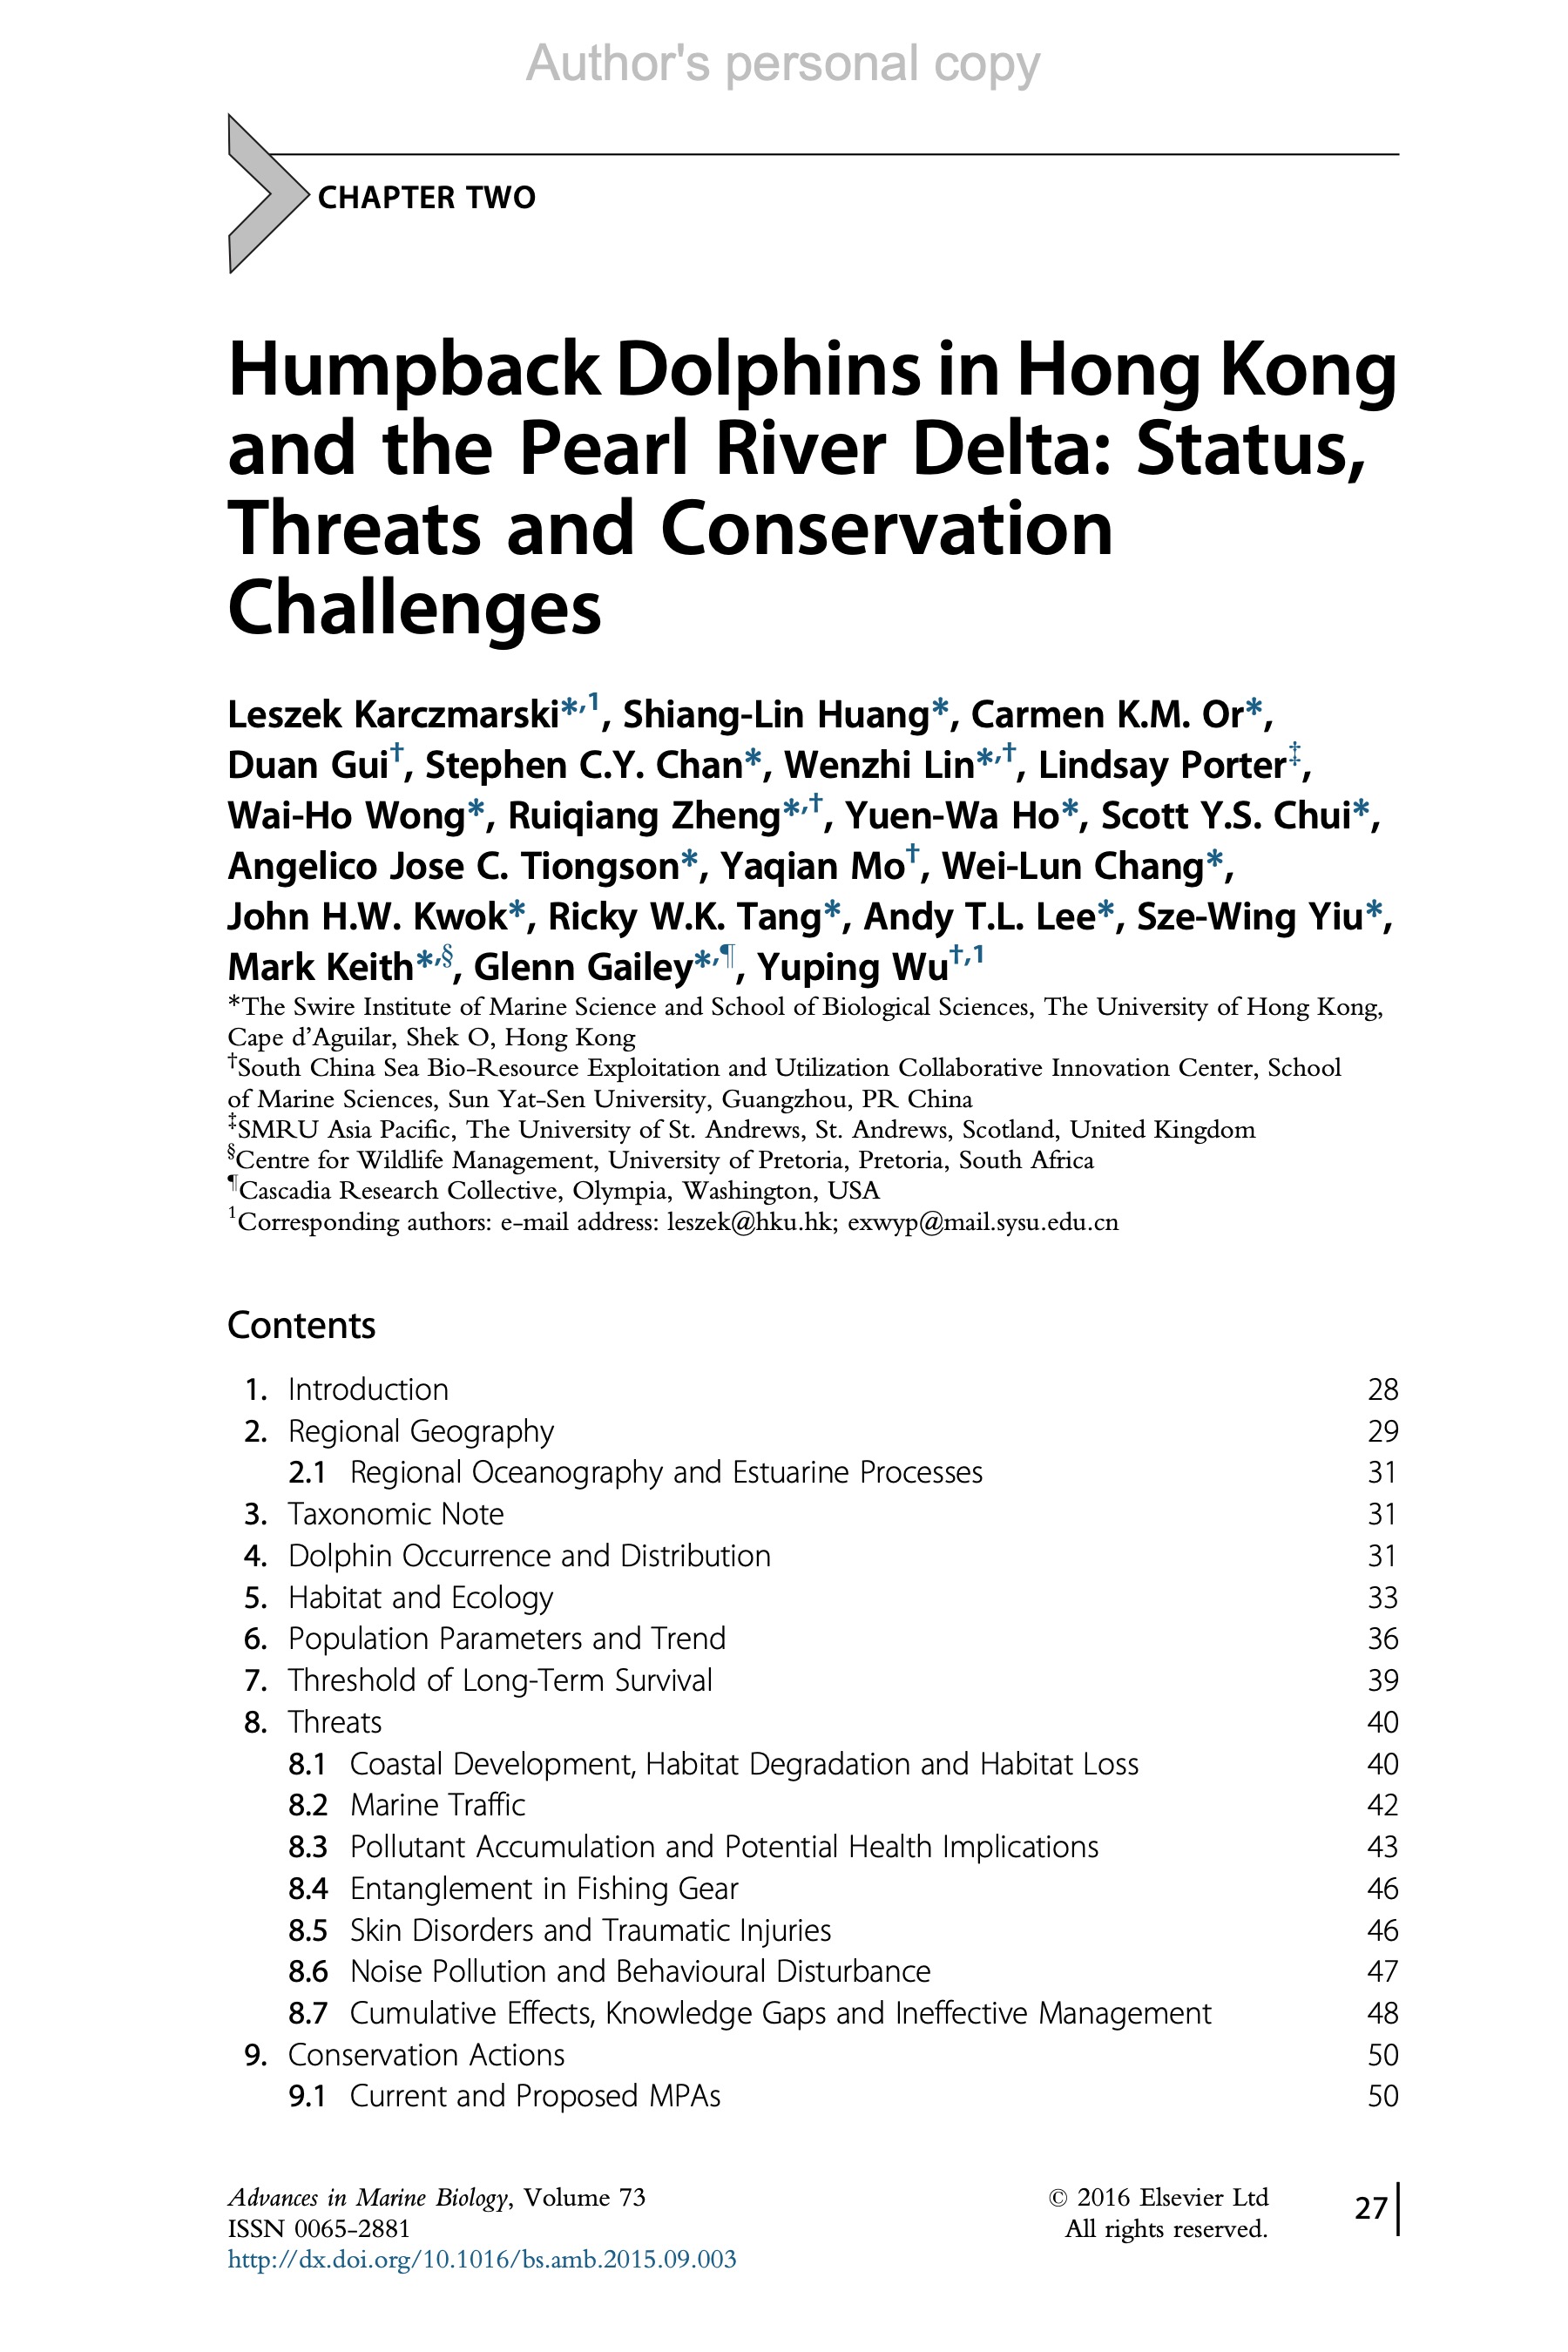 Author's personal copy
CHAPTER TWO
Humpback Dolphins in Hong Kong
and the Pearl River Delta: Status,
Threats and Conservation
Challenges
Leszek Karczmarski*,1, Shiang-Lin Huang*, Carmen K.M. Or*,
Duan Gui†, Stephen C.Y. Chan*, Wenzhi Lin*,†, Lindsay Porter‡,
Wai-Ho Wong*, Ruiqiang Zheng*,†, Yuen-Wa Ho*, Scott Y.S. Chui*,
Angelico Jose C. Tiongson*, Yaqian Mo†, Wei-Lun Chang*,
John H.W. Kwok*, Ricky W.K. Tang*, Andy T.L. Lee*, Sze-Wing Yiu*,
Mark Keith*,§, Glenn Gailey*,¶, Yuping Wu†,1
*The Swire Institute of Marine Science and School of Biological Sciences, The University of Hong Kong,
Cape d'Aguilar, Shek O, Hong Kong
†South China Sea Bio-Resource Exploitation and Utilization Collaborative Innovation Center, School
of Marine Sciences, Sun Yat-Sen University, Guangzhou, PR China
‡SMRU Asia Pacific, The University of St. Andrews, St. Andrews, Scotland, United Kingdom
§Centre for Wildlife Management, University of Pretoria, Pretoria, South Africa
¶Cascadia Research Collective, Olympia, Washington, USA
1Corresponding authors: e-mail address: leszek@hku.hk; exwyp@mail.sysu.edu.cn
Contents
1. Introduction 28
2. Regional Geography 29
2.1 Regional Oceanography and Estuarine Processes 31
3. Taxonomic Note 31
4. Dolphin Occurrence and Distribution 31
5. Habitat and Ecology 33
6. Population Parameters and Trend 36
7. Threshold of Long-Term Survival 39
8. Threats 40
8.1 Coastal Development, Habitat Degradation and Habitat Loss 40
8.2 Marine Traffic 42
8.3 Pollutant Accumulation and Potential Health Implications 43
8.4 Entanglement in Fishing Gear 46
8.5 Skin Disorders and Traumatic Injuries 46
8.6 Noise Pollution and Behavioural Disturbance 47
8.7 Cumulative Effects, Knowledge Gaps and Ineffective Management 48
9. Conservation Actions 50
9.1 Current and Proposed MPAs 50
Advances in Marine Biology, Volume 73 © 2016 Elsevier Ltd 27
ISSN 0065-2881 All rights reserved.
http://dx.doi.org/10.1016/bs.amb.2015.09.003